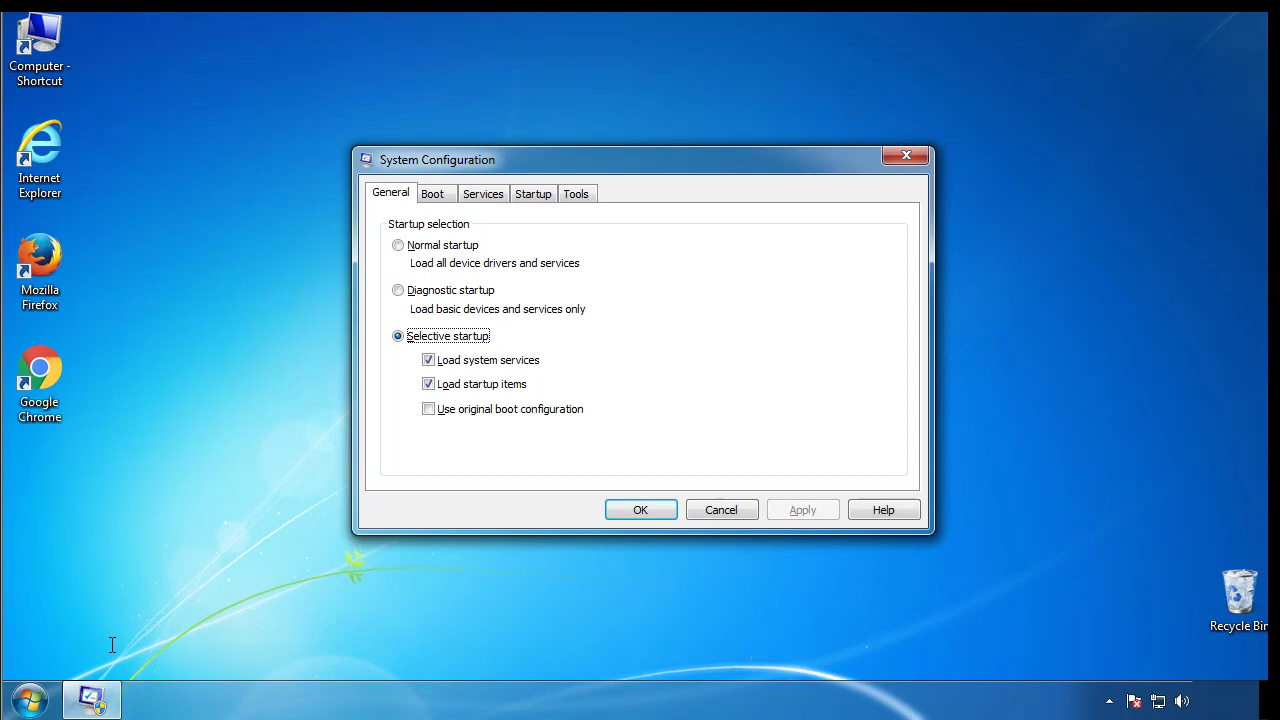 Computer -
Shortcut
Internet
Explorer
Mozilla
Firefox
Google
Chrome
System Configuration
General
Boot
Services
Startup
Tools
Startup selection
Normal startup
Load all device drivers and services
Diagnostic startup
Load basic devices and services only
Selective startup
Load system services
Load startup items
Use original boot configuration
OK
Cancel
Apply
Help
Recycle Bin